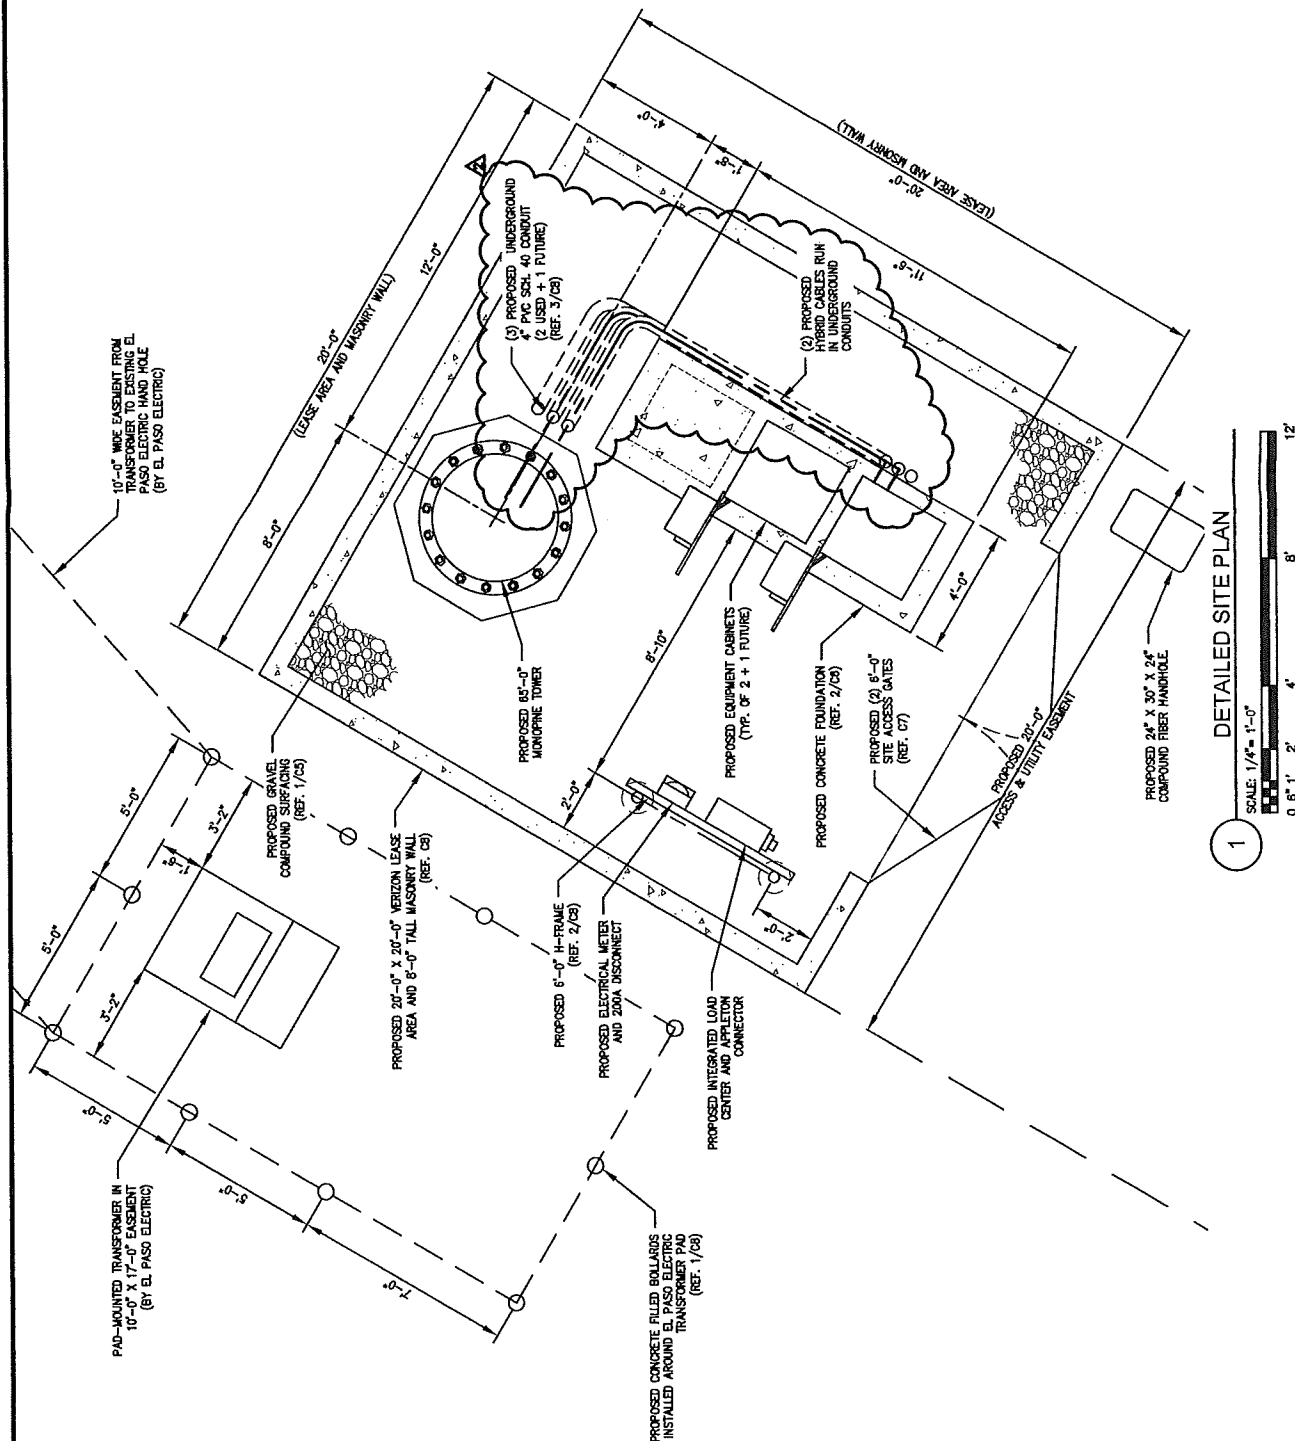 10'-0" WIDE EASEMENT FROM
TRANSFORMER TO EXISTING EL
PASO ELECTRIC HAND HOLE
(BY EL PASO ELECTRIC)
20'-0"
(LEASE AREA AND MASONRY WALL)
8'-0"
12'-0"
2
4'-0"
1'-8"
11'-8"
20'-0"
(LEASE AREA AND MSONRY WALL)
(3) PROPOSED UNDERGROUND
4" PVC SCH. 40 CONDUIT
(2 USED + 1 FUTURE)
(REF. 3/C8)
(2) PROPOSED
HYBRID CABLES RUN
IN UNDERGROUND
CONDUITS
PROPOSED 65'-0"
MONOPINE TOWER
PROPOSED GRAVEL
COMPOUND SURFACING
(REF. 1/C5)
PROPOSED 20'-0" X 20'-0" VERIZON LEASE
AREA AND 8'-0" TALL MASONRY WALL
(REF. C8)
5'-0"
5'-0"
3'-2"
3'-2"
1'-6"
5'-0"
5'-0"
7'-0"
PAD-MOUNTED TRANSFORMER IN
10'-0" X 17'-0" EASEMENT
(BY EL PASO ELECTRIC)
PROPOSED EQUIPMENT CABINETS
(TYP. OF 2 + 1 FUTURE)
8'-10"
2'-0"
2'-0"
4'-0"
PROPOSED CONCRETE FOUNDATION
(REF. 2/C6)
PROPOSED (2) 6'-0"
SITE ACCESS GATES
(REF. C7)
PROPOSED 6'-0" H-FRAME
(REF. 2/C8)
PROPOSED ELECTRICAL METER
AND 200A DISCONNECT
PROPOSED INTEGRATED LOAD
CENTER AND APPLETON
CONNECTOR
PROPOSED CONCRETE FILLED BOLLARDS
INSTALLED AROUND EL PASO ELECTRIC
TRANSFORMER PAD
(REF. 1/C8)
PROPOSED 20'-0"
ACCESS & UTILITY EASEMENT
PROPOSED 24" X 30" X 24"
COMPOUND FIBER HANDHOLE
1
DETAILED SITE PLAN
SCALE: 1/4"= 1'-0"
0 6" 1' 2' 4' 8' 12'